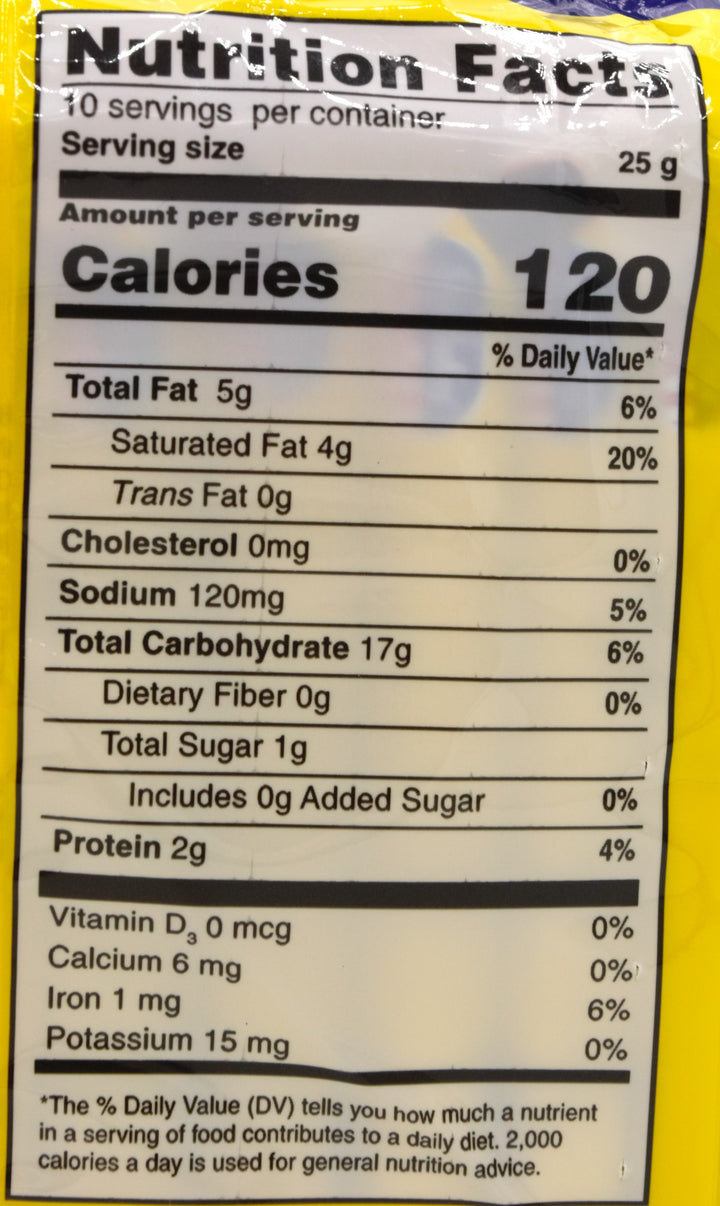 Nutrition Facts
10 servings per container
Serving size 25 g
Amount per serving
Calories 120
% Daily Value*
Total Fat 5g 6%
Saturated Fat 4g 20%
Trans Fat 0g
Cholesterol 0mg 0%
Sodium 120mg 5%
Total Carbohydrate 17g 6%
Dietary Fiber 0g 0%
Total Sugar 1g
Includes 0g Added Sugar 0%
Protein 2g 4%
Vitamin D₃ 0 mcg 0%
Calcium 6 mg 0%
Iron 1 mg 6%
Potassium 15 mg 0%
*The % Daily Value (DV) tells you how much a nutrient
in a serving of food contributes to a daily diet. 2,000
calories a day is used for general nutrition advice.